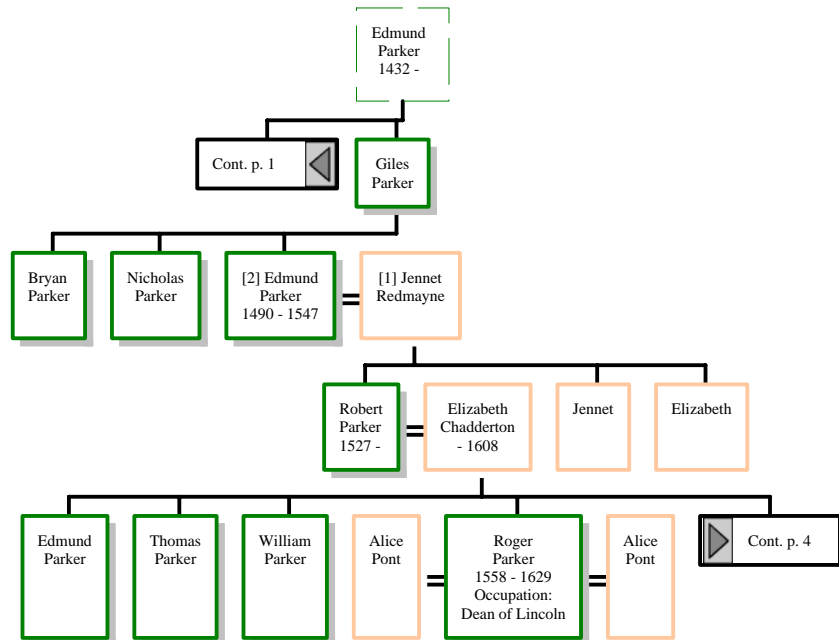 Edmund
Parker
1432 -
Cont. p. 1
Giles
Parker
Bryan
Parker
Nicholas
Parker
[2] Edmund
Parker
1490 - 1547
[1] Jennet
Redmayne
Robert
Parker
1527 -
Elizabeth
Chadderton
- 1608
Jennet
Elizabeth
Edmund
Parker
Thomas
Parker
William
Parker
Alice
Pont
Roger
Parker
1558 - 1629
Occupation:
Dean of Lincoln
Alice
Pont
Cont. p. 4